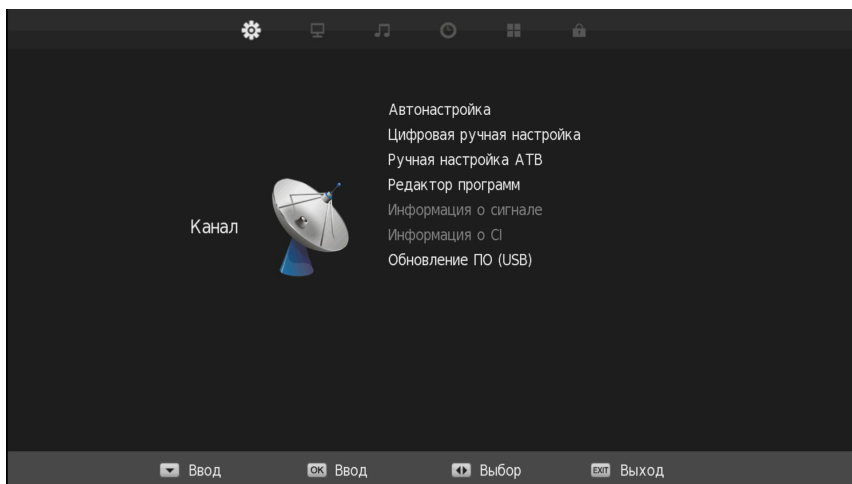 Автонастройка
Цифровая ручная настройка
Ручная настройка АТВ
Редактор программ
Информация о сигнале
Канал
Информация о CI
Обновление ПО (USB)
Ввод OK Ввод Выбор EXIT Выход